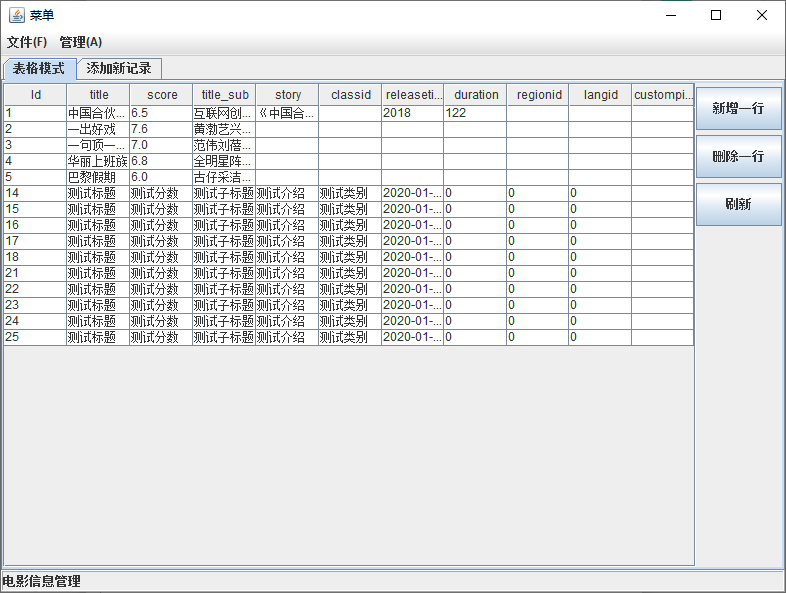 菜单
文件(F) 管理(A)
表格模式 添加新记录
Id title score title_sub story classid releaseti... duration regionid langid custompi...
1 中国合伙... 6.5 互联网创... 《中国合... 2018 122
2 一出好戏 7.6 黄渤艺兴...
3 一句顶一... 7.0 范伟刘蓓...
4 华丽上班族 6.8 全明星阵...
5 巴黎假期 6.0 古仔采洁...
14 测试标题 测试分数 测试子标题 测试介绍 测试类别 2020-01-... 0 0 0
15 测试标题 测试分数 测试子标题 测试介绍 测试类别 2020-01-... 0 0 0
16 测试标题 测试分数 测试子标题 测试介绍 测试类别 2020-01-... 0 0 0
17 测试标题 测试分数 测试子标题 测试介绍 测试类别 2020-01-... 0 0 0
18 测试标题 测试分数 测试子标题 测试介绍 测试类别 2020-01-... 0 0 0
21 测试标题 测试分数 测试子标题 测试介绍 测试类别 2020-01-... 0 0 0
22 测试标题 测试分数 测试子标题 测试介绍 测试类别 2020-01-... 0 0 0
23 测试标题 测试分数 测试子标题 测试介绍 测试类别 2020-01-... 0 0 0
24 测试标题 测试分数 测试子标题 测试介绍 测试类别 2020-01-... 0 0 0
25 测试标题 测试分数 测试子标题 测试介绍 测试类别 2020-01-... 0 0 0
新增一行
删除一行
刷新
电影信息管理